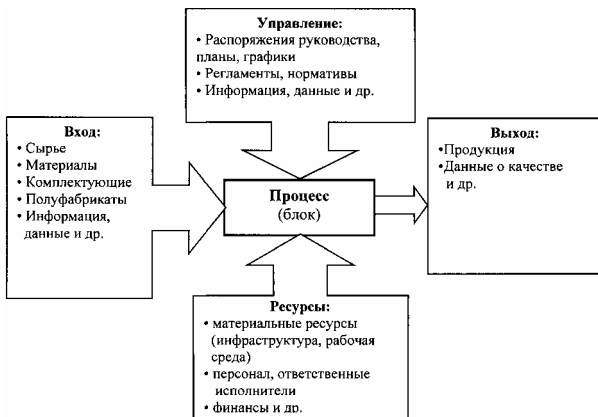 Управление:
• Распоряжения руководства,
планы, графики
• Регламенты, нормативы
• Информация, данные и др.
Вход:
• Сырье
• Материалы
• Комплектующие
• Полуфабрикаты
• Информация,
данные и др.
Процесс
(блок)
Выход:
•Продукция
•Данные о качестве
и др.
Ресурсы:
• материальные ресурсы
(инфраструктура, рабочая
среда)
• персонал, ответственные
исполнители
• финансы и др.